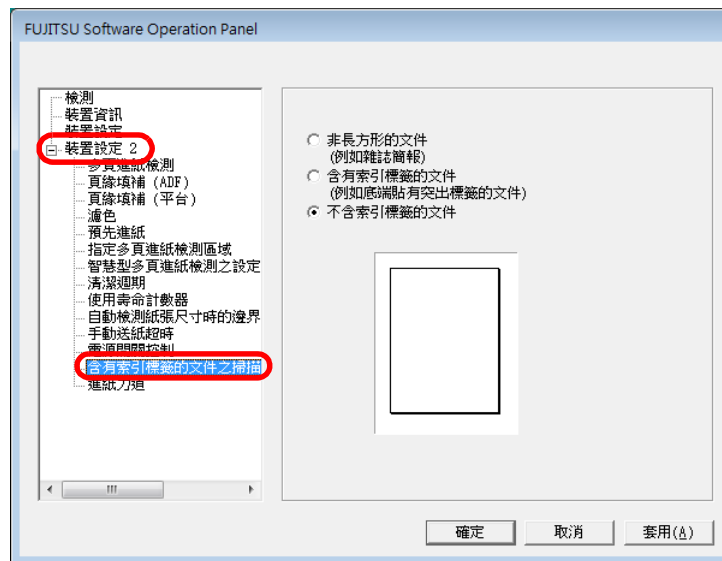 FUJITSU Software Operation Panel
檢測
裝置資訊
裝置設定
裝置設定 2
多頁進紙檢測
頁緣填補 (ADF)
頁緣填補 (平台)
濾色
預先進紙
指定多頁進紙檢測區域
智慧型多頁進紙檢測之設定
清潔週期
使用壽命計數器
自動檢測紙張尺寸時的邊界
手動送紙超時
電源開關控制
含有索引標籤的文件之掃描
進紙力道
非長方形的文件
(例如雜誌簡報)
含有索引標籤的文件
(例如底端貼有突出標籤的文件)
不含索引標籤的文件
確定
取消
套用(A)